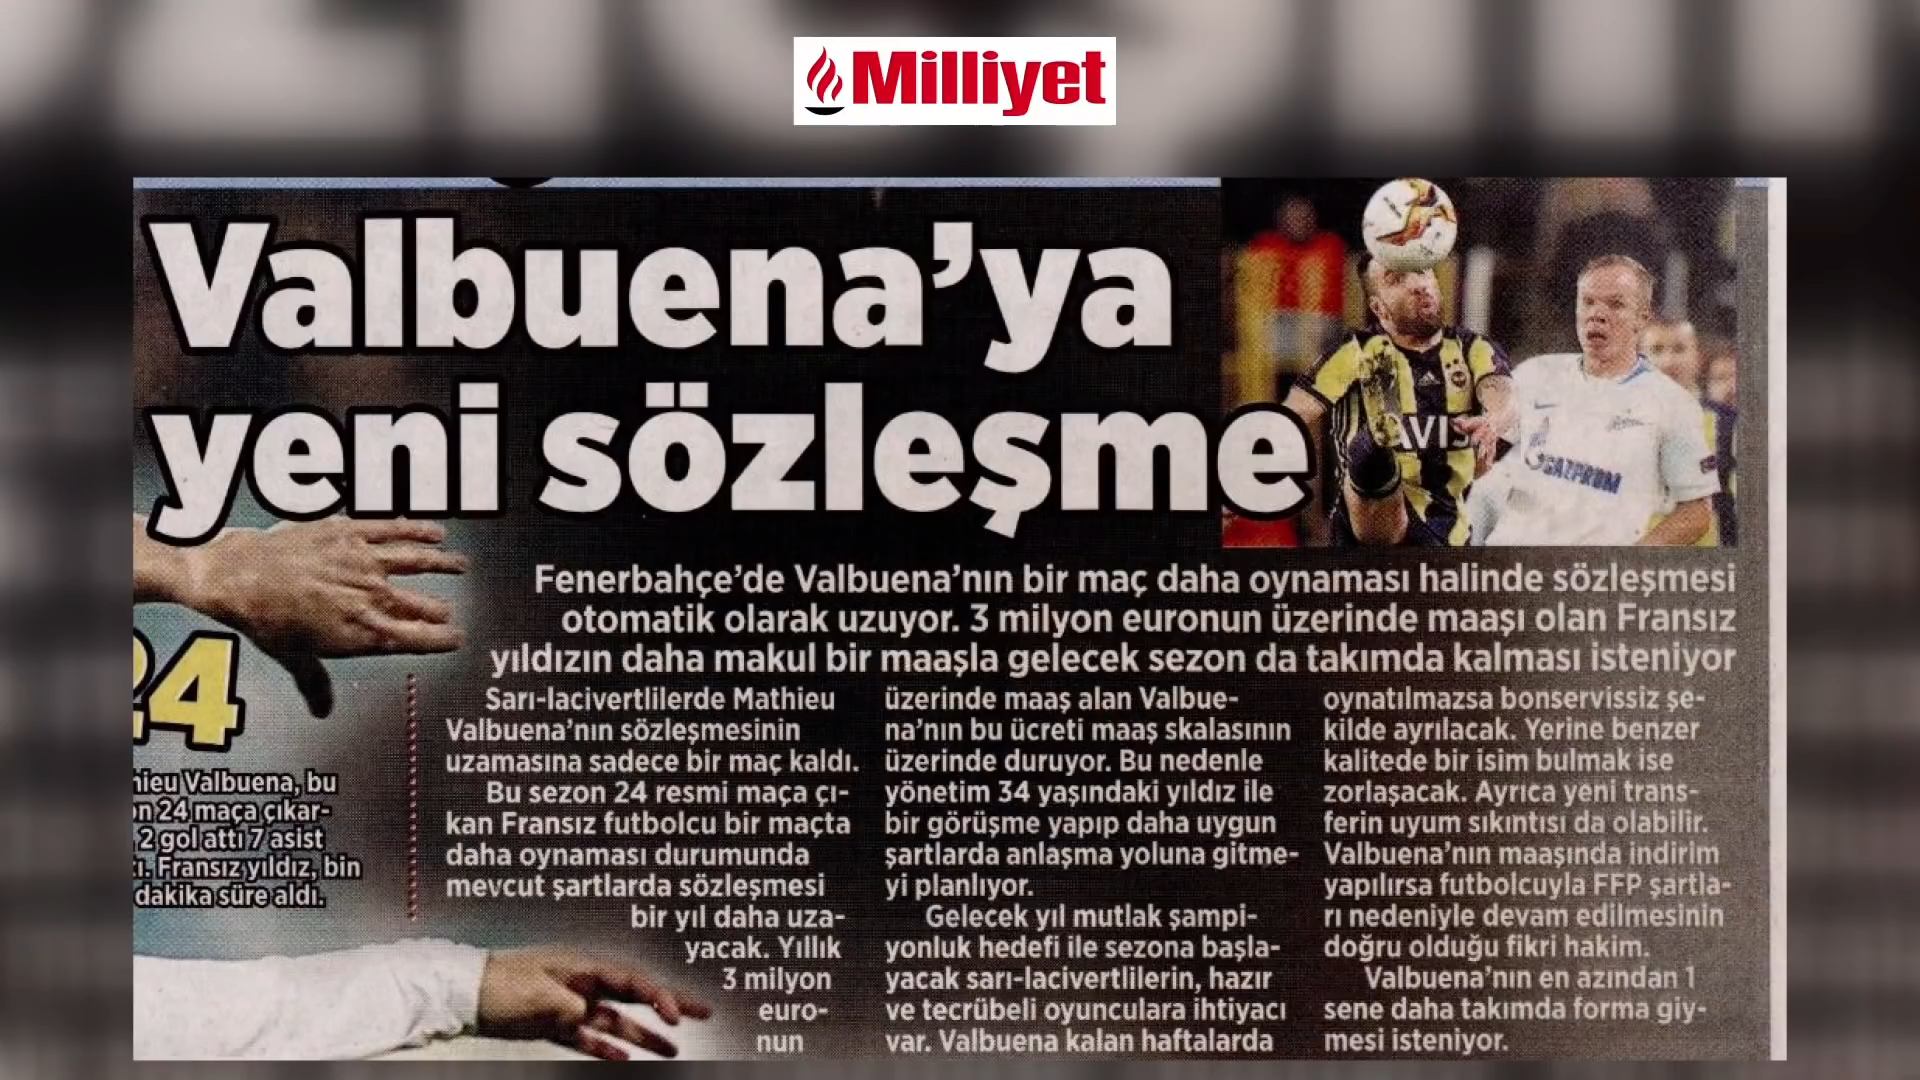 Milliyet
Valbuena'ya
yeni sözleşme
AVIS
GAZPROM
Fenerbahçe'de Valbuena'nın bir maç daha oynaması halinde sözleşmesi
otomatik olarak uzuyor. 3 milyon euronun üzerinde maaşı olan Fransız
yıldızın daha makul bir maaşla gelecek sezon da takımda kalması isteniyor
24
hieu Valbuena, bu
on 24 maça çıkar-
2 gol attı 7 asist
ı. Fransız yıldız, bin
dakika süre aldı.
Sarı-lacivertlilerde Mathieu
Valbuena'nın sözleşmesinin
uzamasına sadece bir maç kaldı.
Bu sezon 24 resmi maça çı-
kan Fransız futbolcu bir maçta
daha oynaması durumunda
mevcut şartlarda sözleşmesi
bir yıl daha uza-
yacak. Yıllık
3 milyon
euro-
nun
üzerinde maaş alan Valbue-
na'nın bu ücreti maaş skalasının
üzerinde duruyor. Bu nedenle
yönetim 34 yaşındaki yıldız ile
bir görüşme yapıp daha uygun
şartlarda anlaşma yoluna gitme-
yi planlıyor.
Gelecek yıl mutlak şampi-
yonluk hedefi ile sezona başla-
yacak sarı-lacivertlilerin, hazır
ve tecrübeli oyunculara ihtiyacı
var. Valbuena kalan haftalarda
oynatılmazsa bonservissiz şe-
kilde ayrılacak. Yerine benzer
kalitede bir isim bulmak ise
zorlaşacak. Ayrıca yeni trans-
ferin uyum sıkıntısı da olabilir.
Valbuena'nın maaşında indirim
yapılırsa futbolcuyla FFP şartla-
rı nedeniyle devam edilmesinin
doğru olduğu fikri hakim.
Valbuena'nın en azından 1
sene daha takımda forma giy-
mesi isteniyor.